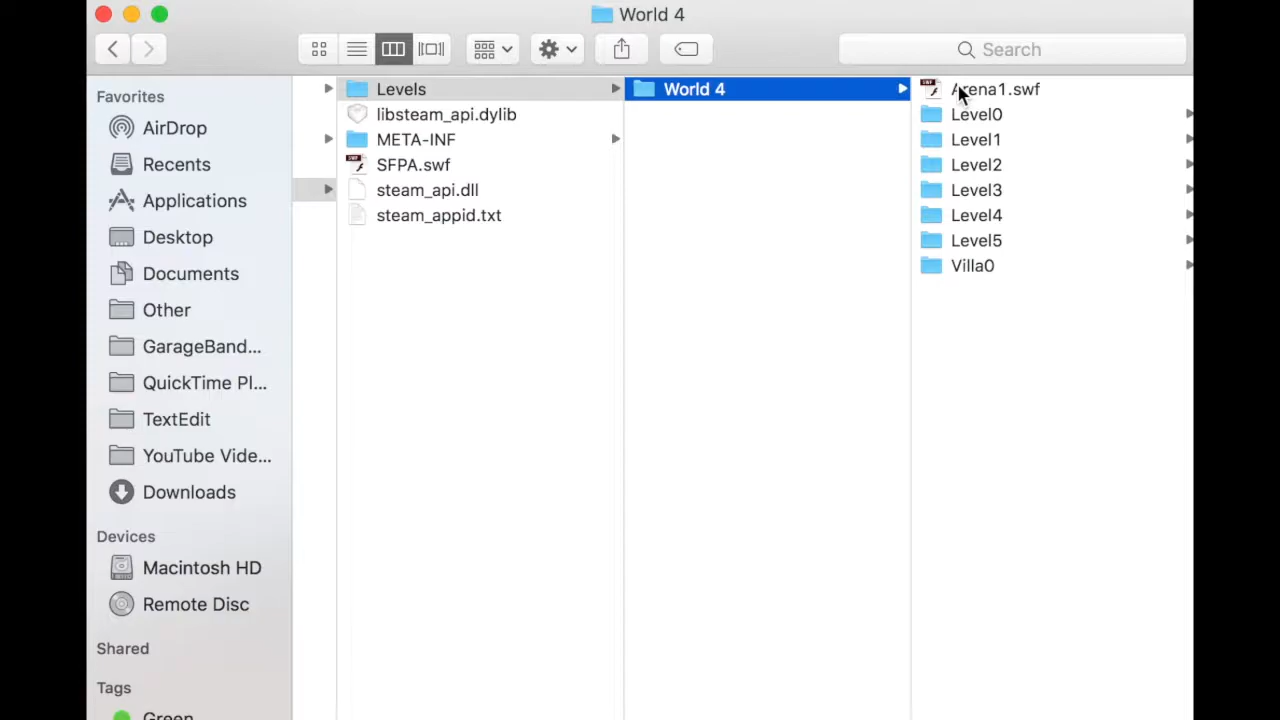 World 4
Search
Favorites
AirDrop
Recents
Applications
Desktop
Documents
Other
GarageBand...
QuickTime Pl...
TextEdit
YouTube Vide...
Downloads
Devices
Macintosh HD
Remote Disc
Shared
Tags
Green
Levels
libsteam_api.dylib
META-INF
SFPA.swf
steam_api.dll
steam_appid.txt
World 4
Arena1.swf
Level0
Level1
Level2
Level3
Level4
Level5
Villa0